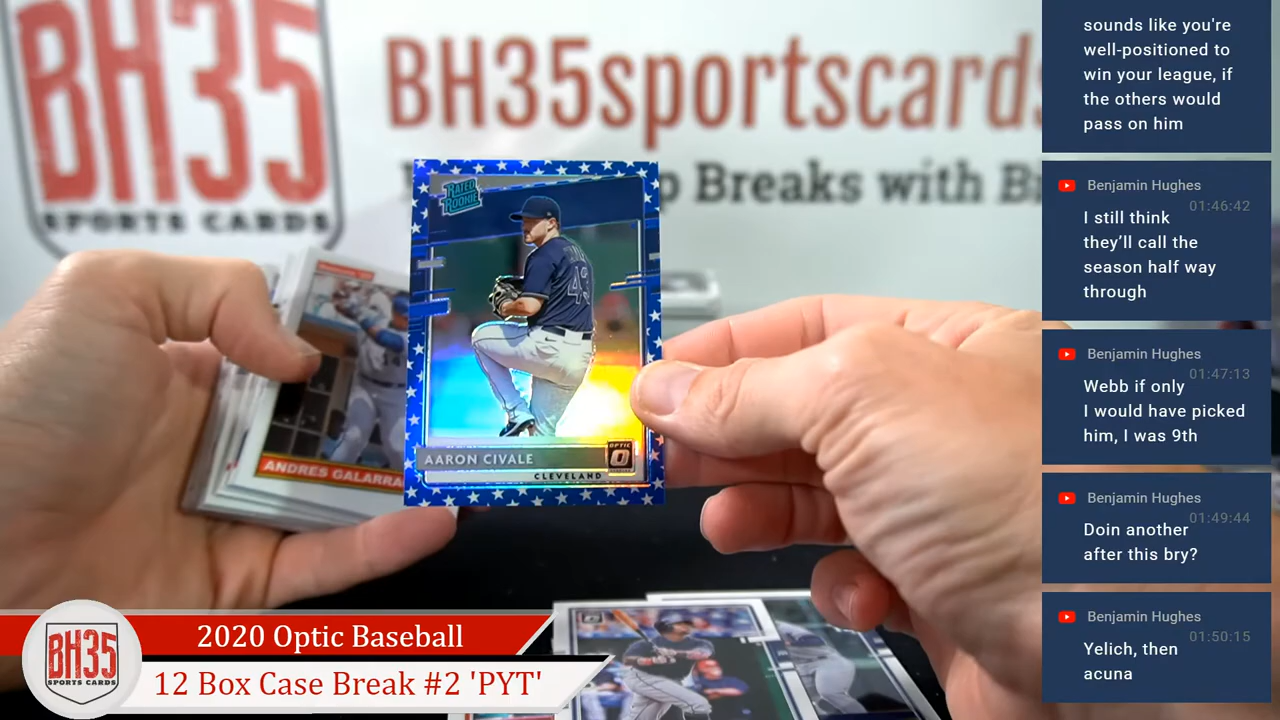 BH35
SPORTS CARDS
BH35sportscards
Breaks with
RATED
ROOKIE
43
AARON CIVALE
OPTIC
CLEVELAND
14
ANDRES GALARRA
2020 Optic Baseball
12 Box Case Break #2 'PYT'
BH35
SPORTS CARDS
sounds like you're
well-positioned to
win your league, if
the others would
pass on him
Benjamin Hughes
01:46:42
I still think
they’ll call the
season half way
through
Benjamin Hughes
01:47:13
Webb if only
I would have picked
him, I was 9th
Benjamin Hughes
01:49:44
Doin another
after this bry?
Benjamin Hughes
01:50:15
Yelich, then
acuna